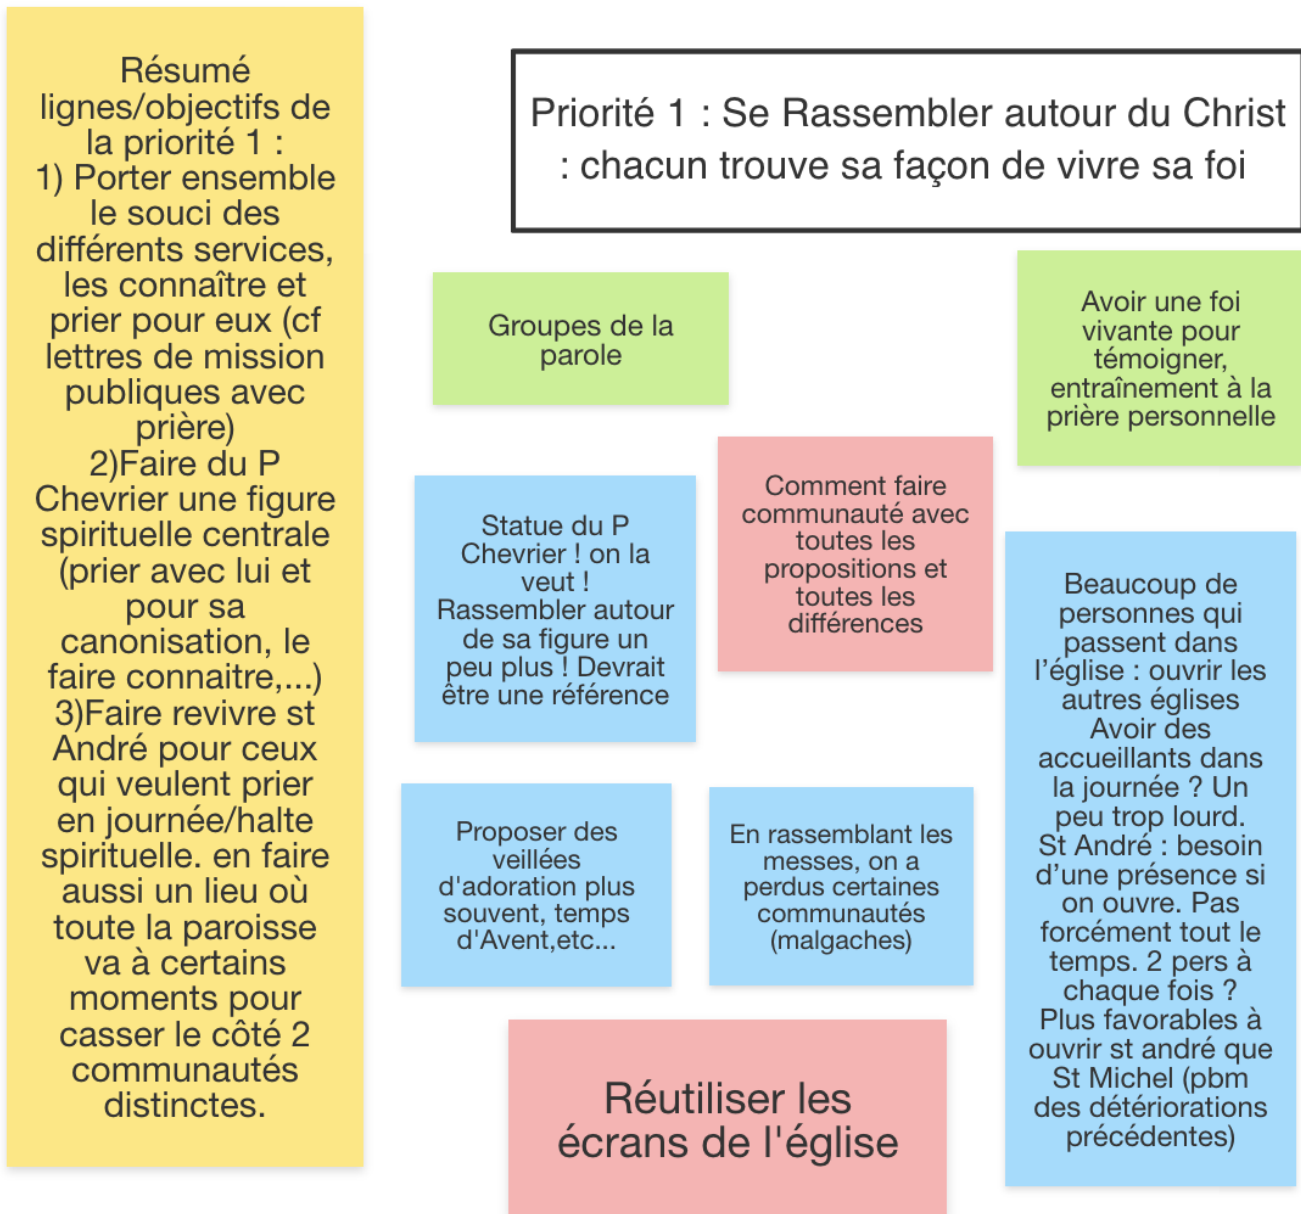 Résumé
lignes/objectifs de
la priorité 1 :
1) Porter ensemble
le souci des
différents services,
les connaître et
prier pour eux (cf
lettres de mission
publiques avec
prière)
2)Faire du P
Chevrier une figure
spirituelle centrale
(prier avec lui et
pour sa
canonisation, le
faire connaitre,...)
3)Faire revivre st
André pour ceux
qui veulent prier
en journée/halte
spirituelle. en faire
aussi un lieu où
toute la paroisse
va à certains
moments pour
casser le côté 2
communautés
distinctes.
Priorité 1 : Se Rassembler autour du Christ
: chacun trouve sa façon de vivre sa foi
Groupes de la
parole
Avoir une foi
vivante pour
témoigner,
entraînement à la
prière personnelle
Statue du P
Chevrier ! on la
veut !
Rassembler autour
de sa figure un
peu plus ! Devrait
être une référence
Comment faire
communauté avec
toutes les
propositions et
toutes les
différences
Beaucoup de
personnes qui
passent dans
l'église : ouvrir les
autres églises
Avoir des
accueillants dans
la journée ? Un
peu trop lourd.
St André : besoin
d'une présence si
on ouvre. Pas
forcément tout le
temps. 2 pers à
chaque fois ?
Plus favorables à
ouvrir st andré que
St Michel (pbm
des détériorations
précédentes)
Proposer des
veillées
d'adoration plus
souvent, temps
d'Avent,etc...
En rassemblant les
messes, on a
perdus certaines
communautés
(malgaches)
Réutiliser les
écrans de l'église